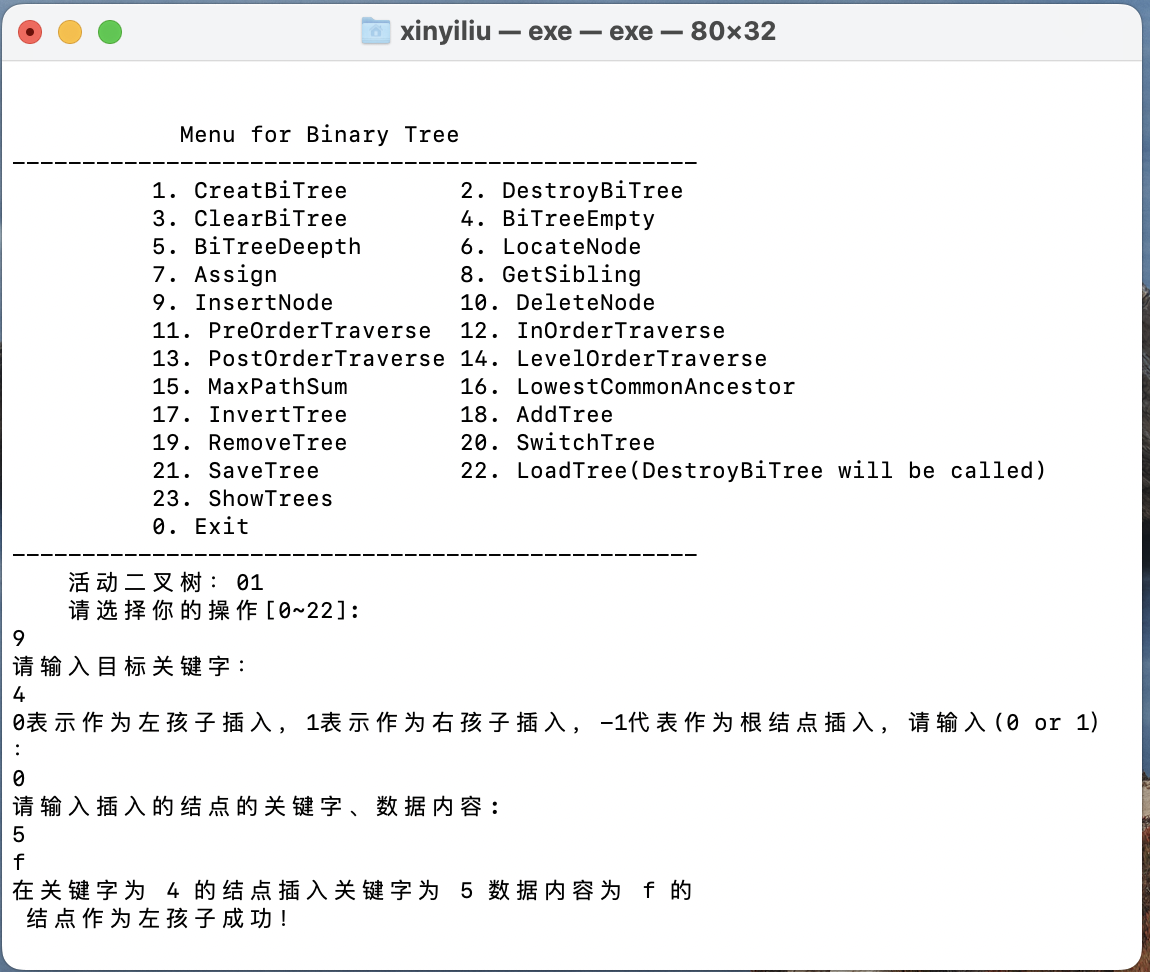 xinyiliu — exe — exe — 80×32
Menu for Binary Tree
-------------------------------------------------
1. CreatBiTree 2. DestroyBiTree
3. ClearBiTree 4. BiTreeEmpty
5. BiTreeDeepth 6. LocateNode
7. Assign 8. GetSibling
9. InsertNode 10. DeleteNode
11. PreOrderTraverse 12. InOrderTraverse
13. PostOrderTraverse 14. LevelOrderTraverse
15. MaxPathSum 16. LowestCommonAncestor
17. InvertTree 18. AddTree
19. RemoveTree 20. SwitchTree
21. SaveTree 22. LoadTree(DestroyBiTree will be called)
23. ShowTrees
0. Exit
-------------------------------------------------
活动二叉树：01
请选择你的操作[0~22]:
9
请输入目标关键字：
4
0表示作为左孩子插入，1表示作为右孩子插入，-1代表作为根结点插入，请输入(0 or 1)
：
0
请输入插入的结点的关键字、数据内容:
5
f
在关键字为 4 的结点插入关键字为 5 数据内容为 f 的
结点作为左孩子成功！